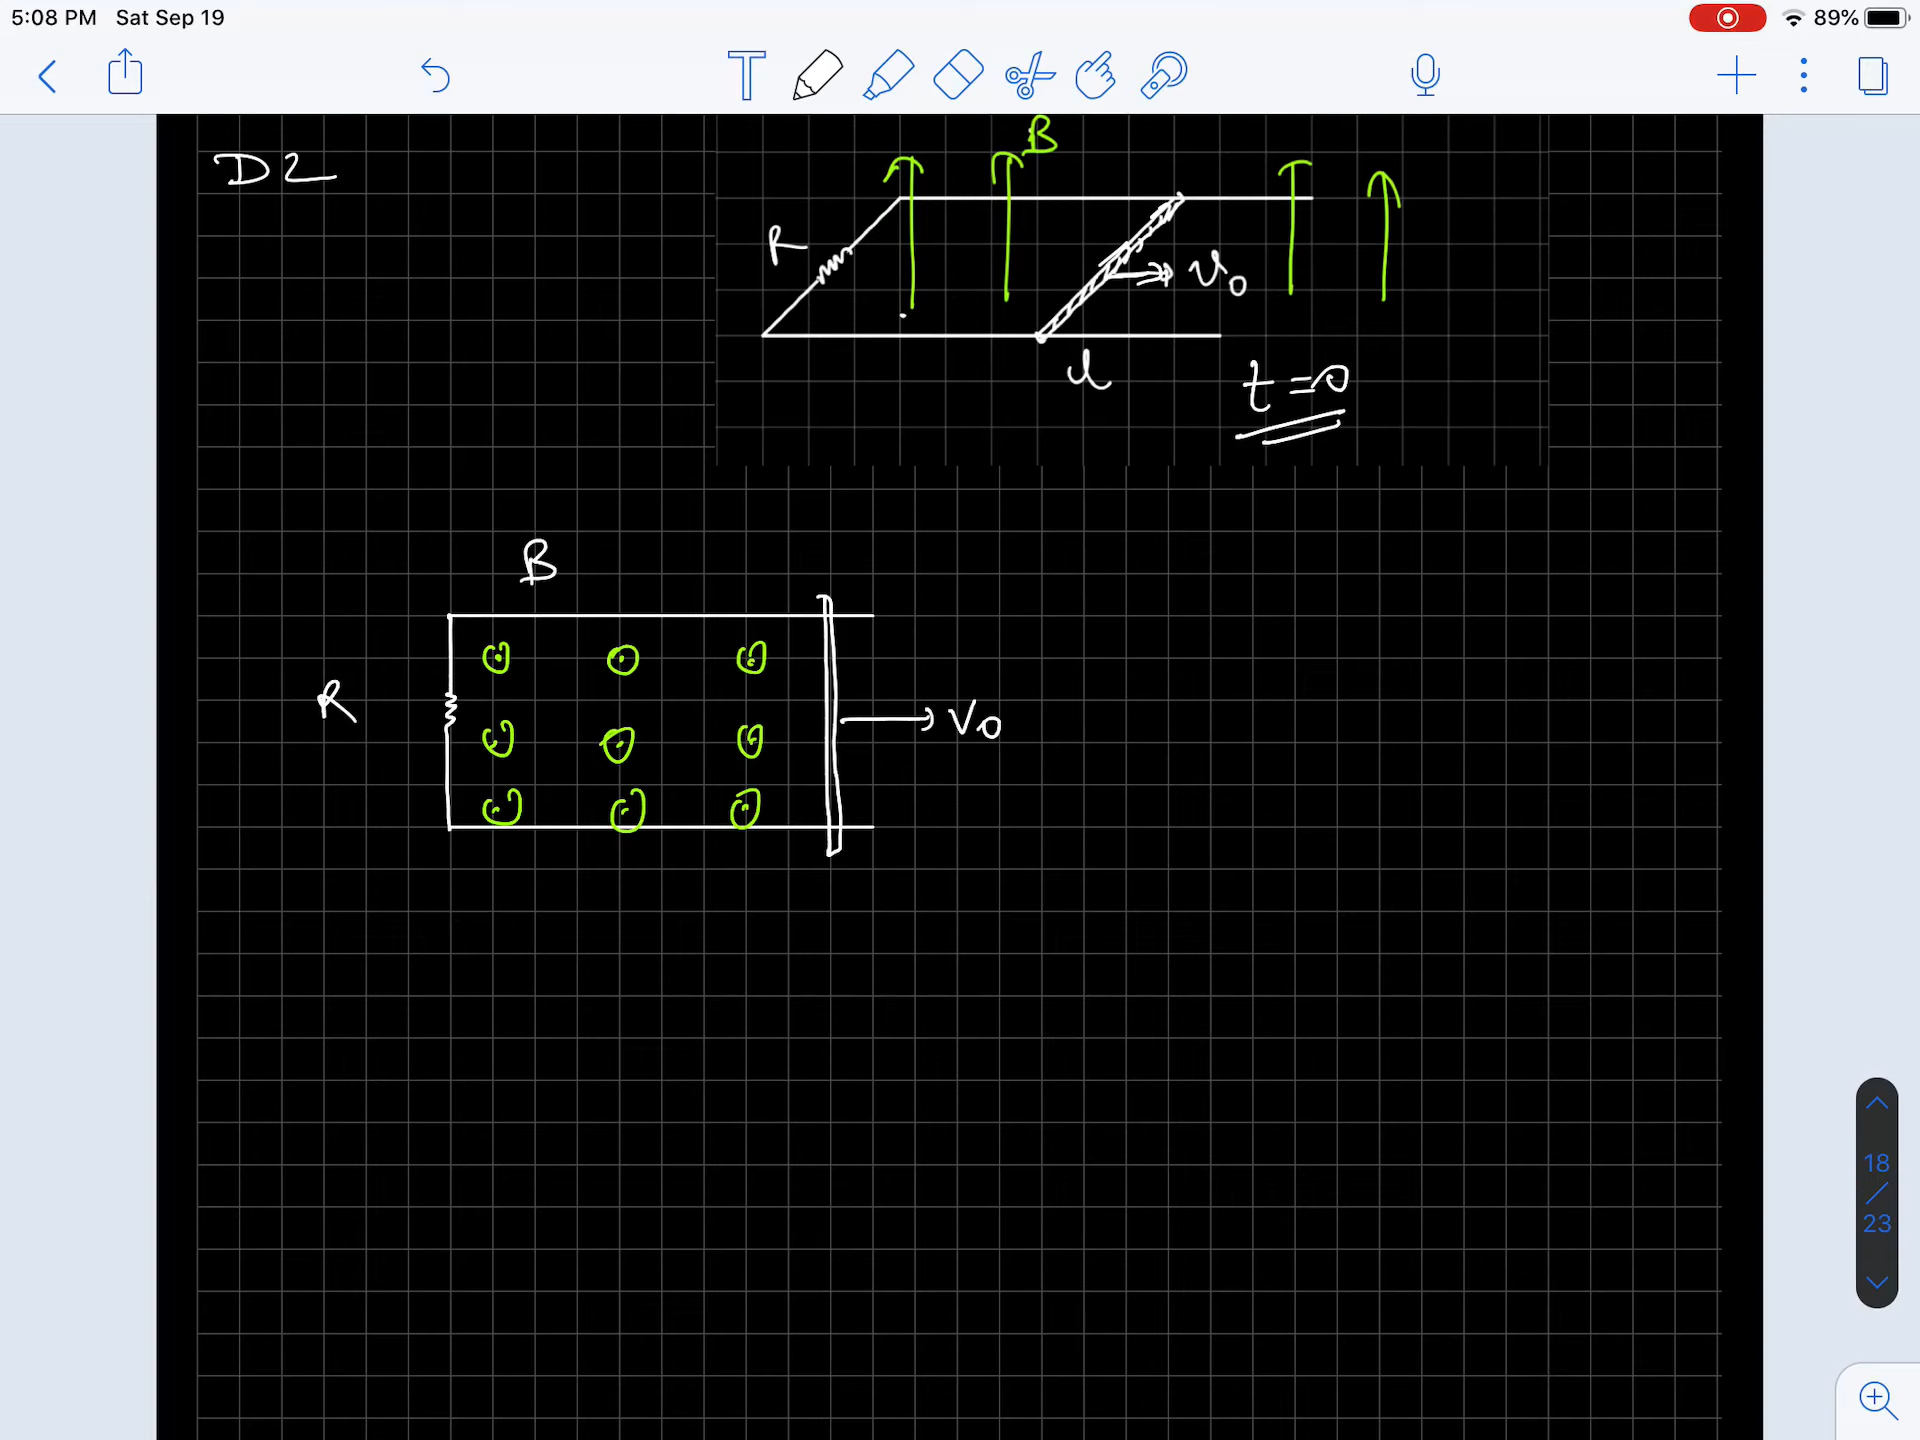 5:08 PM Sat Sep 19
89%
T
D2
B
R
v₀
l
t=0
B
R
V₀
18
/
23